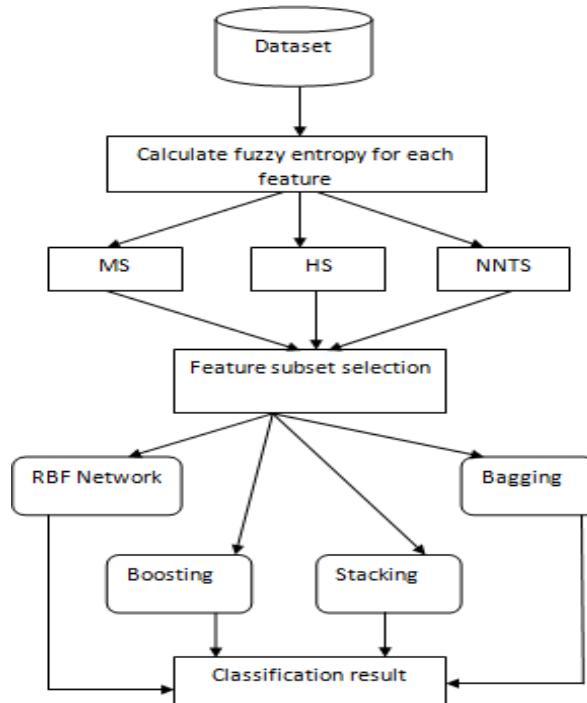 Dataset
Calculate fuzzy entropy for each
feature
MS
HS
NNTS
Feature subset selection
RBF Network
Bagging
Boosting
Stacking
Classification result